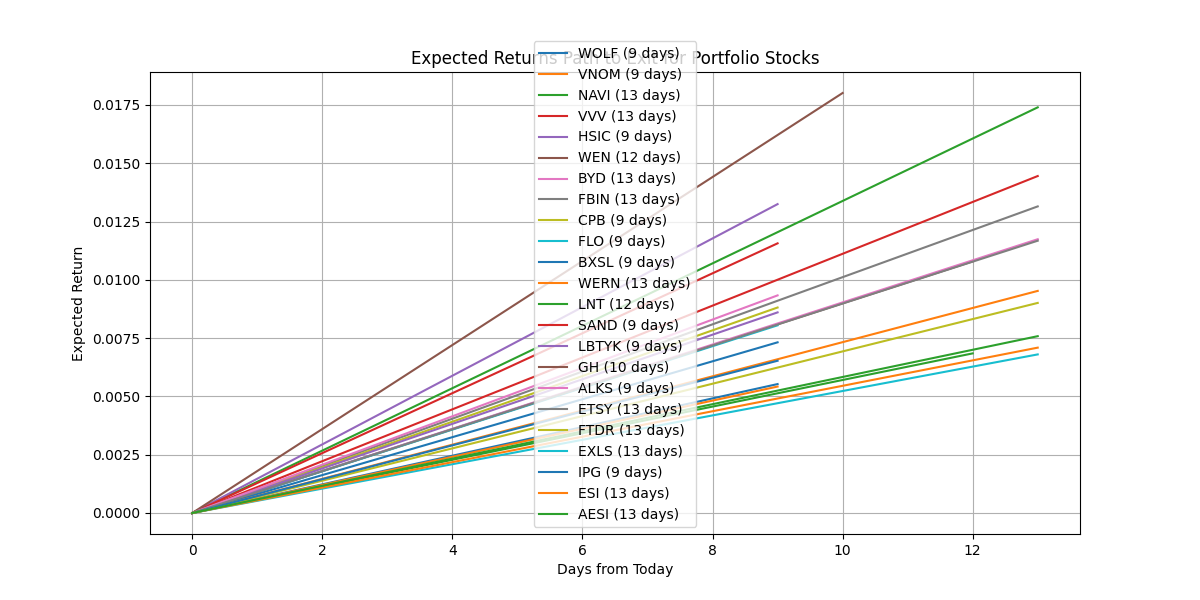 Expected Returns Path to Exit for Portfolio Stocks
WOLF (9 days)
VNOM (9 days)
NAVI (13 days)
VVV (13 days)
HSIC (9 days)
WEN (12 days)
BYD (13 days)
FBIN (13 days)
CPB (9 days)
FLO (9 days)
BXSL (9 days)
WERN (13 days)
LNT (12 days)
SAND (9 days)
LBTYK (9 days)
GH (10 days)
ALKS (9 days)
ETSY (13 days)
FTDR (13 days)
EXLS (13 days)
IPG (9 days)
ESI (13 days)
AESI (13 days)
Expected Return
0.0175
0.0150
0.0125
0.0100
0.0075
0.0050
0.0025
0.0000
0 2 4 6 8 10 12
Days from Today